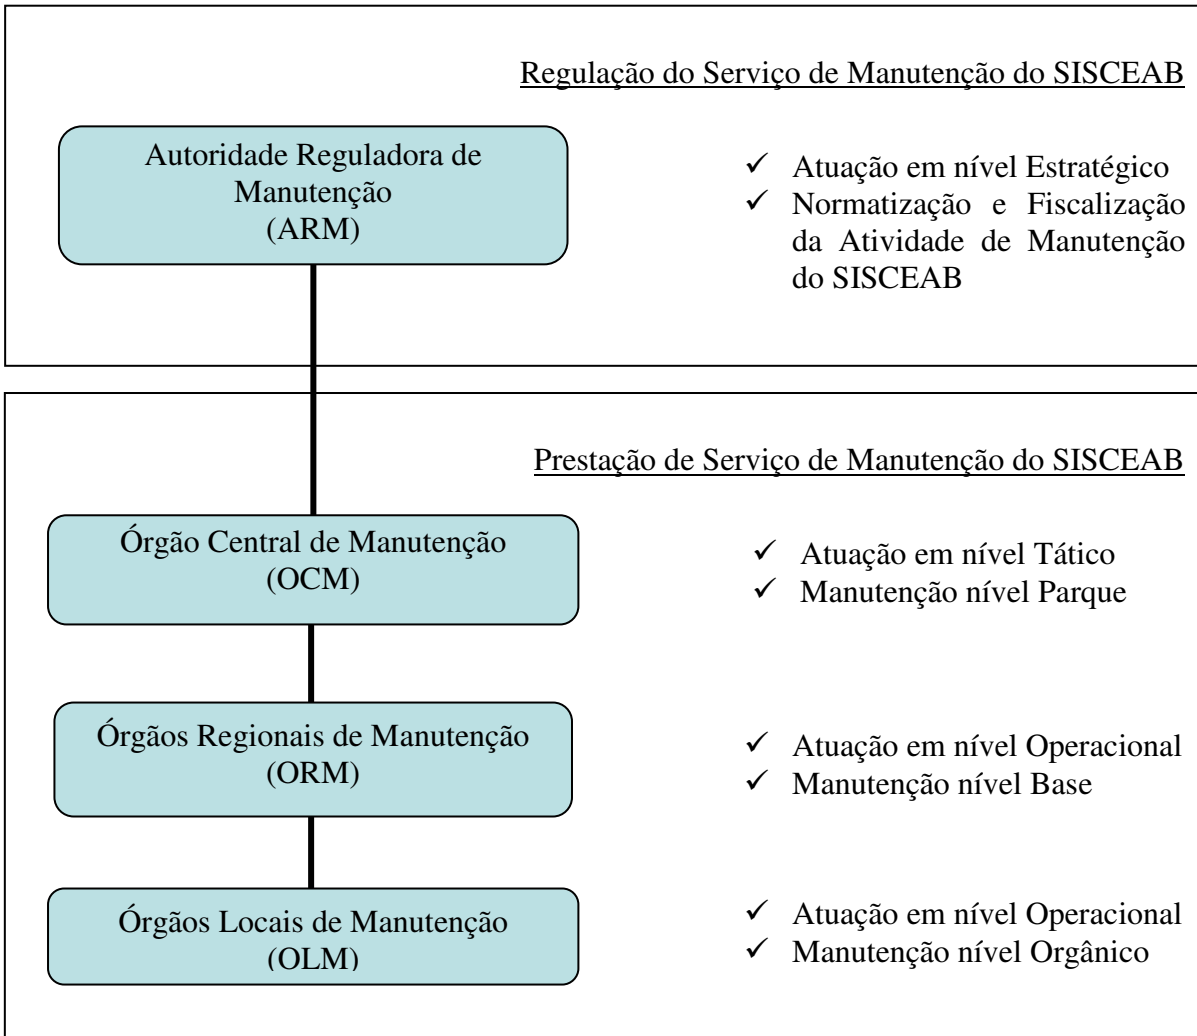 Regulação do Serviço de Manutenção do SISCEAB
Autoridade Reguladora de
Manutenção
(ARM)
✓ Atuação em nível Estratégico
✓ Normatização e Fiscalização
da Atividade de Manutenção
do SISCEAB
Prestação de Serviço de Manutenção do SISCEAB
Órgão Central de Manutenção
(OCM)
✓ Atuação em nível Tático
✓ Manutenção nível Parque
Órgãos Regionais de Manutenção
(ORM)
✓ Atuação em nível Operacional
✓ Manutenção nível Base
Órgãos Locais de Manutenção
(OLM)
✓ Atuação em nível Operacional
✓ Manutenção nível Orgânico